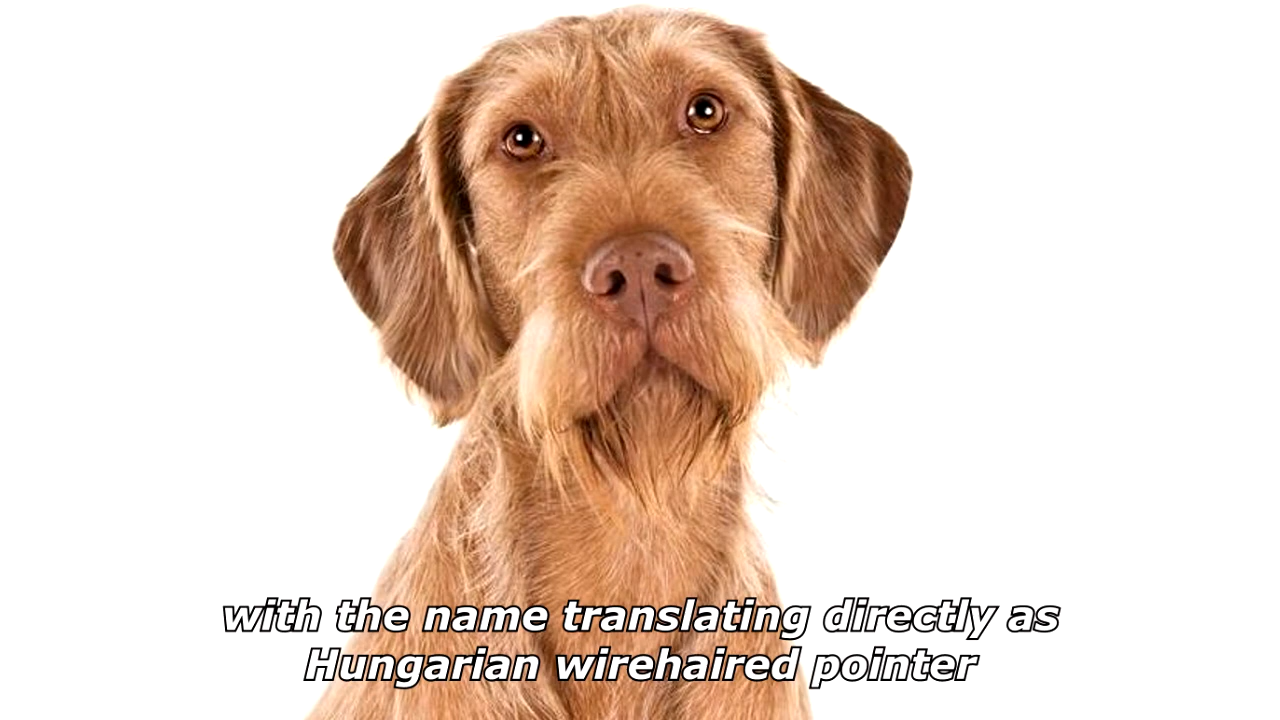 with the name translating directly as
Hungarian wirehaired pointer